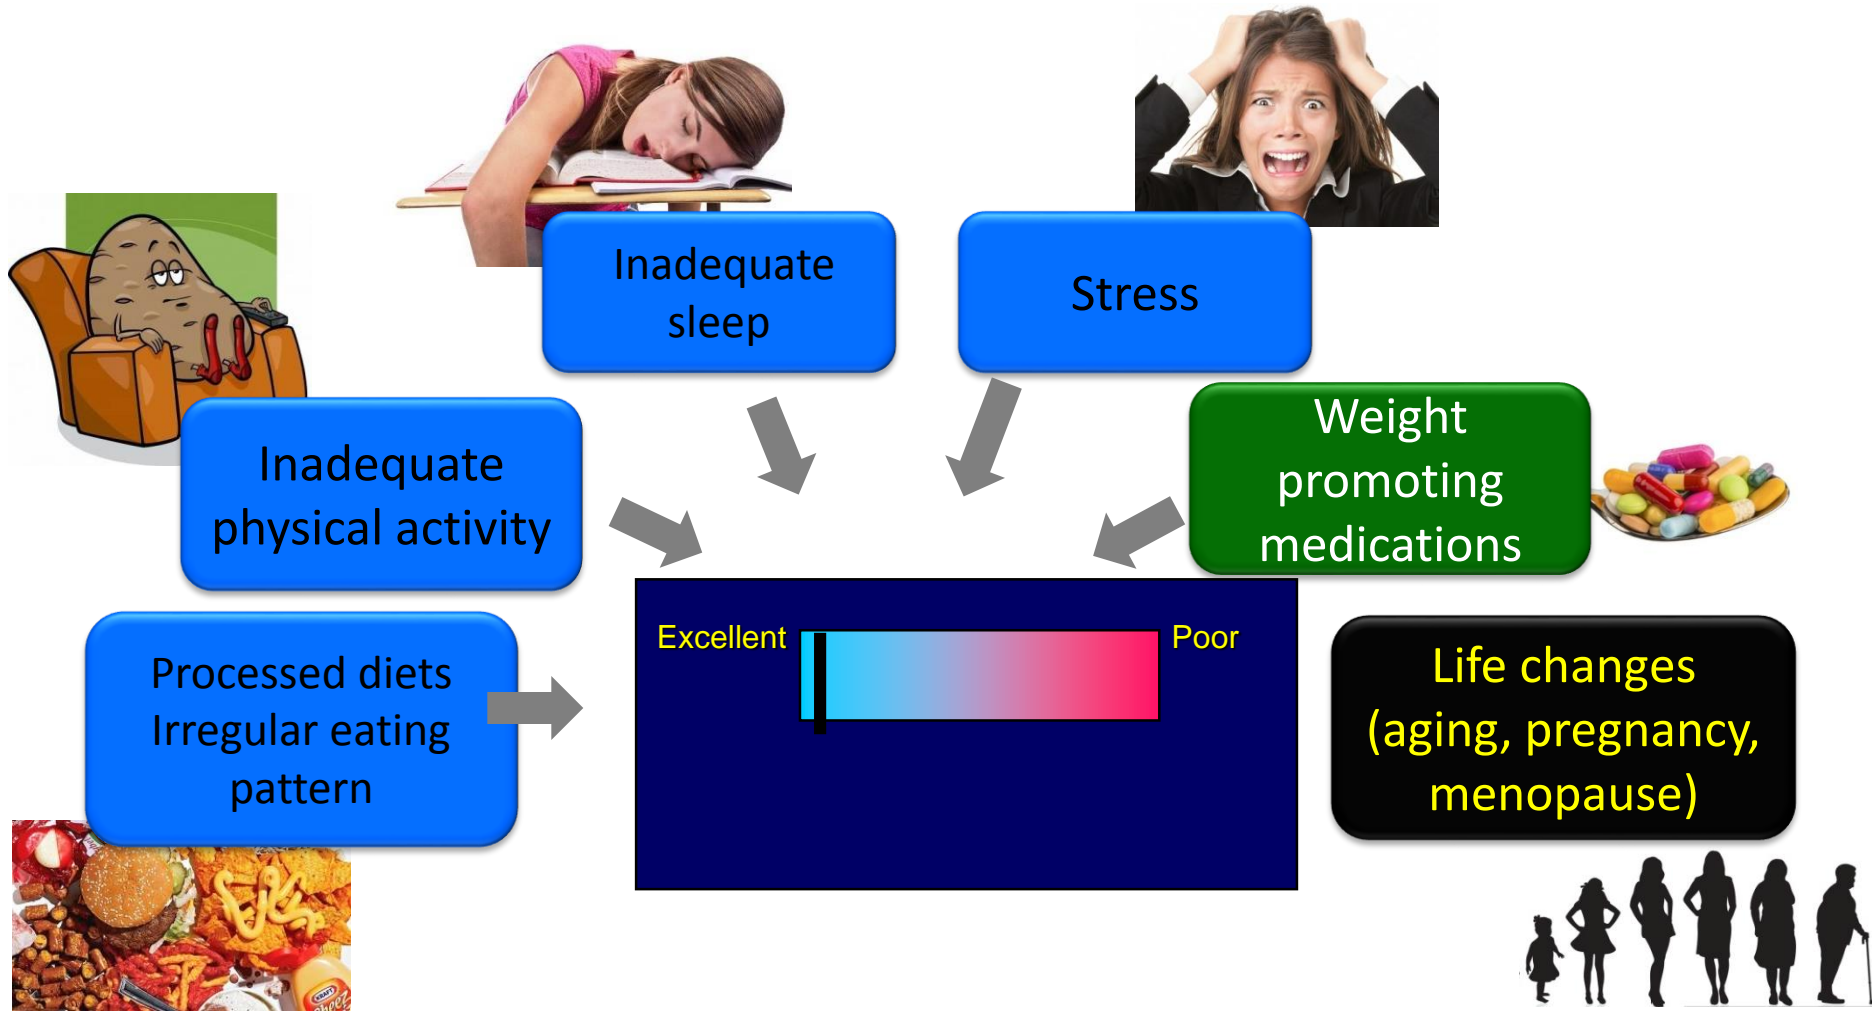 Inadequate
sleep
Stress
Inadequate
physical activity
Weight
promoting
medications
Processed diets
Irregular eating
pattern
Excellent
Poor
Life changes
(aging, pregnancy,
menopause)
KRAFT